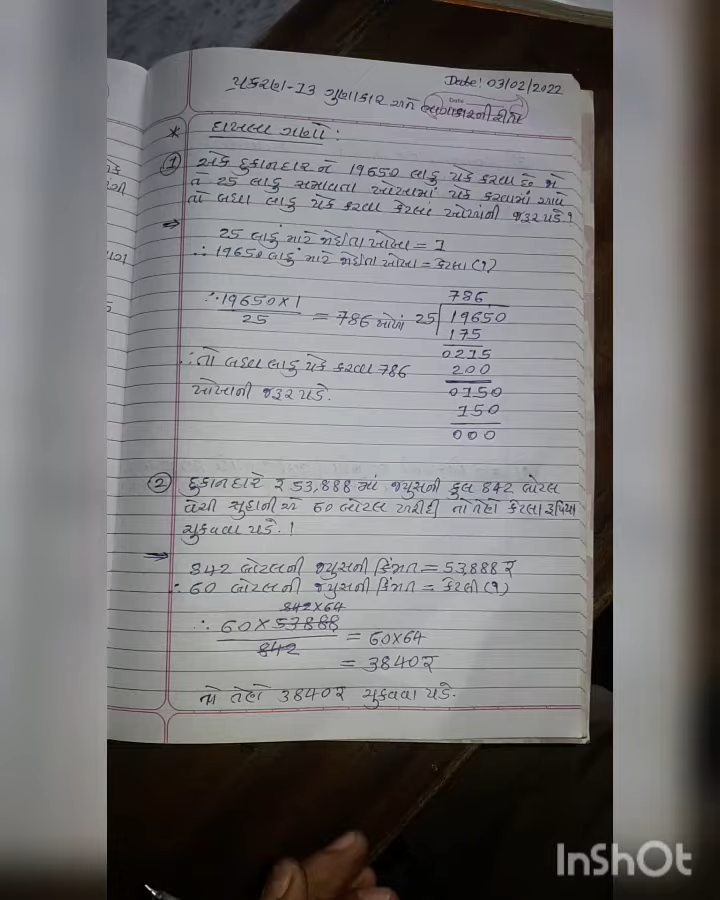 Date: 03/02/2022
પ્રકરણ-13 ગુણાકાર અને ભાગાકારની રીતો
* દાખલા ગણો:
① એક દુકાનદારને 19650 લાડુ પેક કરવા છે જો
તે 25 લાડુ સમાવતા ખોખામાં પેક કરવામાં આવે
તો બધા લાડુ પેક કરવા કેટલાં ખોખાંની જરૂર પડે?
⇒ 25 લાડું માટે જોઈતા ખોખા = 1
∴ 19650 લાડું માટે જોઈતા ખોખા = કેટલા (?)
786
∴ 19650 × 1 / 25 = 786 ખોખાં 25 19650
175
0215
∴ તો બધા લાડુ પેક કરવા 786 200
ખોખાની જરૂર પડે. 0150
150
000
② દુકાનદારે ₹ 53,888 માં જ્યુસની કુલ 842 બોટલ
વેચી 60 બોટલ ખરીદી તો તેણે કેટલા રૂપિયા
ચુકવવા પડે.!
⇒ 842 બોટલની જ્યુસની કિંમત = 53,888 ₹
∴ 60 બોટલની જ્યુસની કિંમત = કેટલી (?)
842×64
∴ 60 × 53888 / 842 = 60×64
= 3840 ₹
તો તેણે 3840 ₹ ચુકવવા પડે.
InShOt